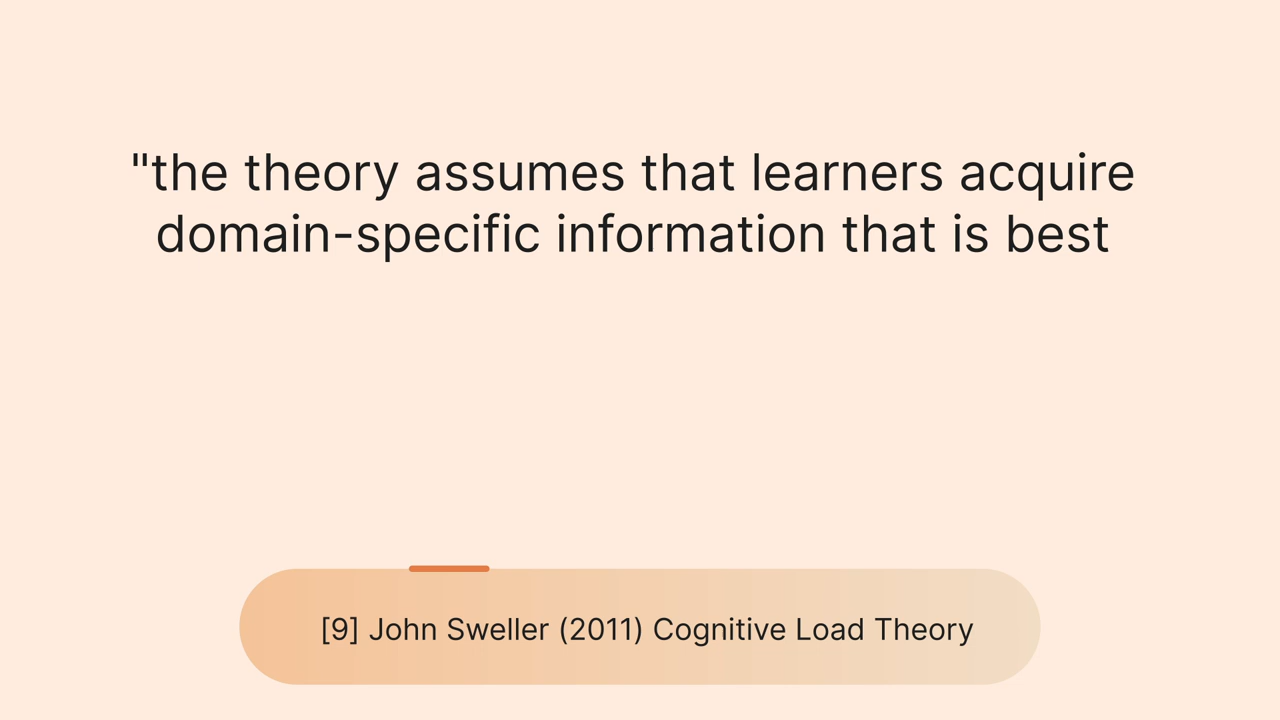 "the theory assumes that learners acquire
domain-specific information that is best
[9] John Sweller (2011) Cognitive Load Theory